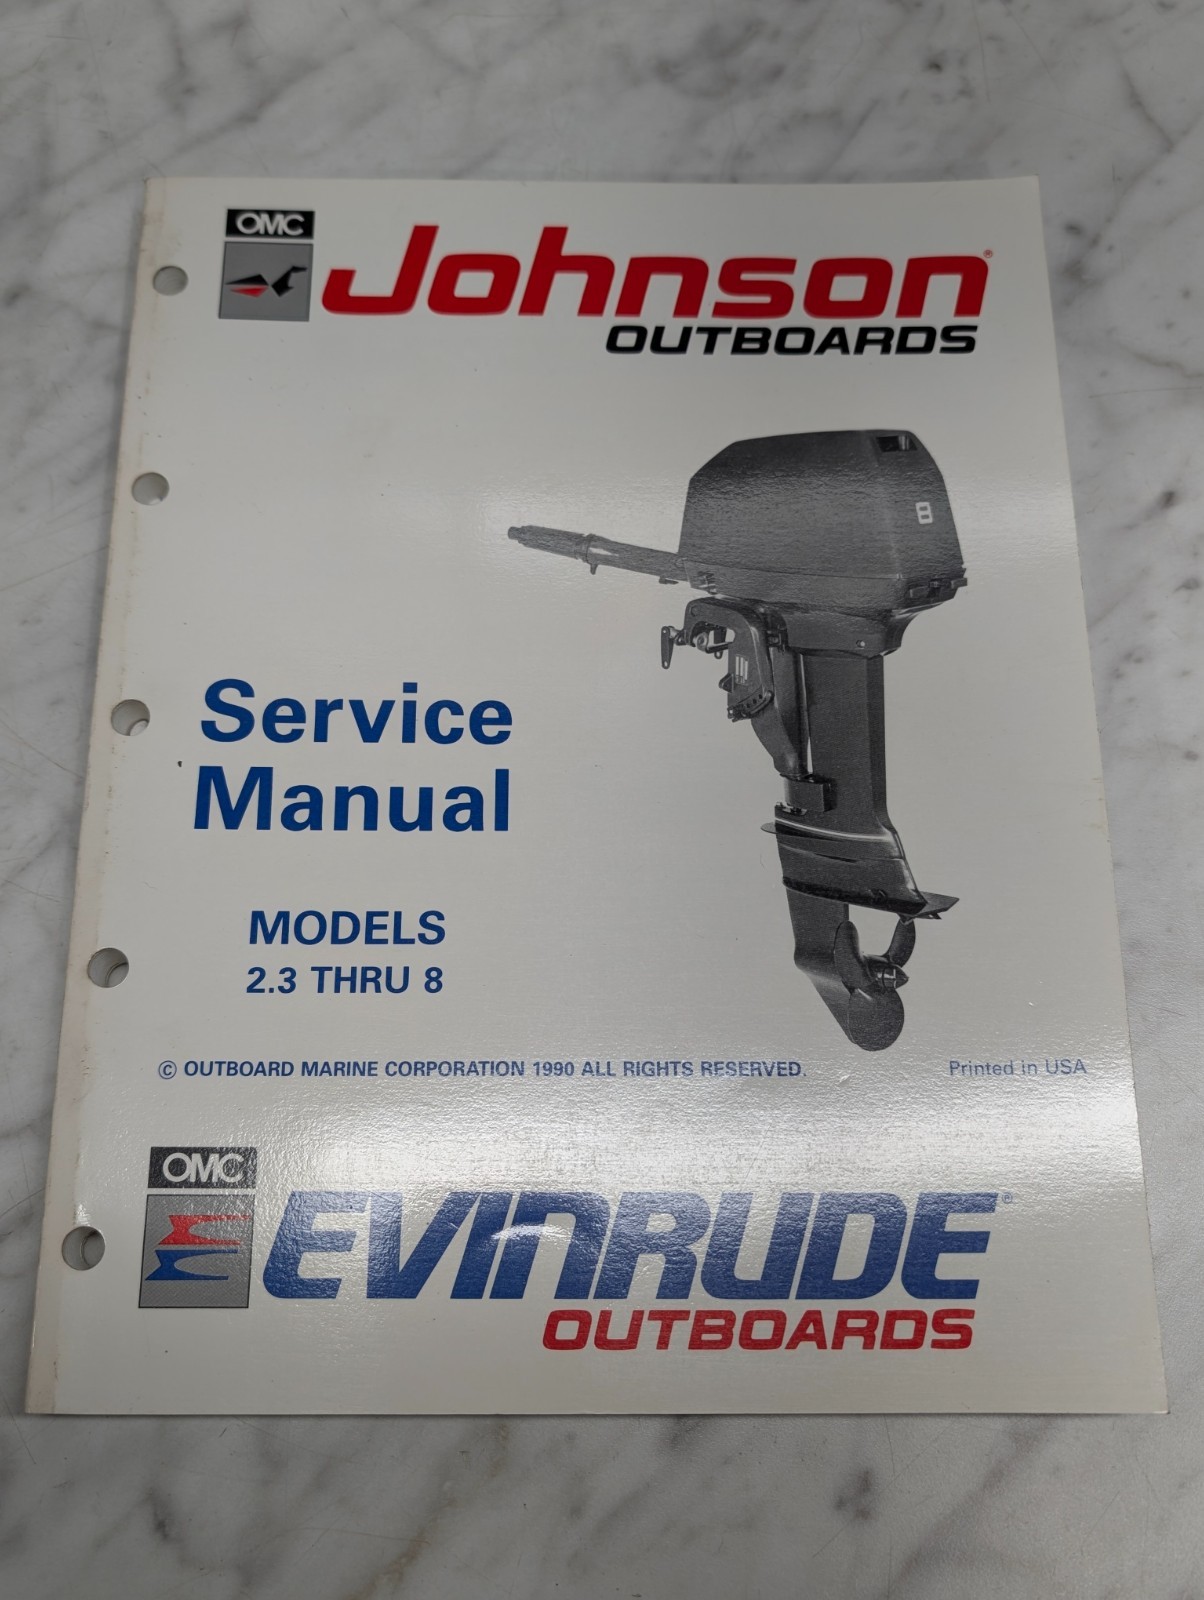 OMC
Johnson®
OUTBOARDS
8
Service
Manual
MODELS
2.3 THRU 8
© OUTBOARD MARINE CORPORATION 1990 ALL RIGHTS RESERVED.
Printed in USA
OMC
EVINRUDE®
OUTBOARDS